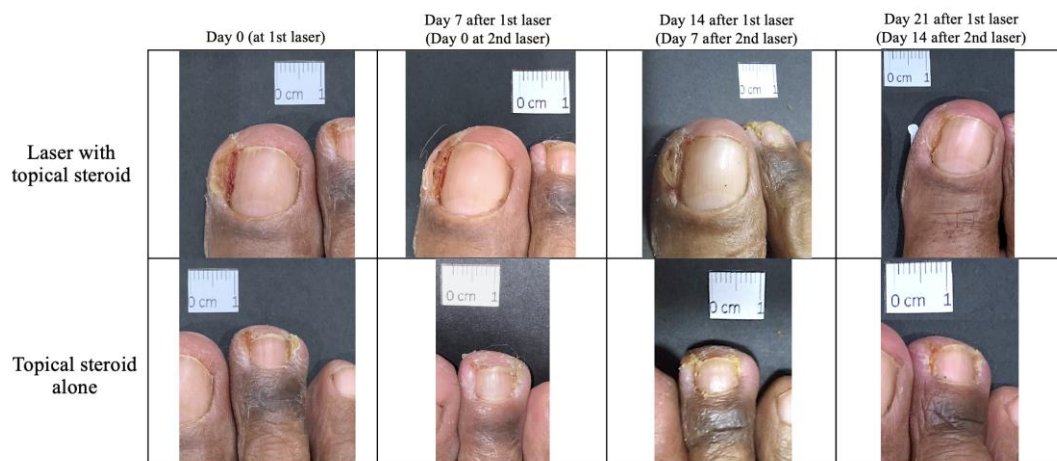 Day 0 (at 1st laser)
Day 7 after 1st laser
(Day 0 at 2nd laser)
Day 14 after 1st laser
(Day 7 after 2nd laser)
Day 21 after 1st laser
(Day 14 after 2nd laser)
Laser with
topical steroid
0 cm 1
0 cm 1
0 cm 1
0 cm 1
Topical steroid
alone
0 cm 1
0 cm 1
0 cm 1
0 cm 1